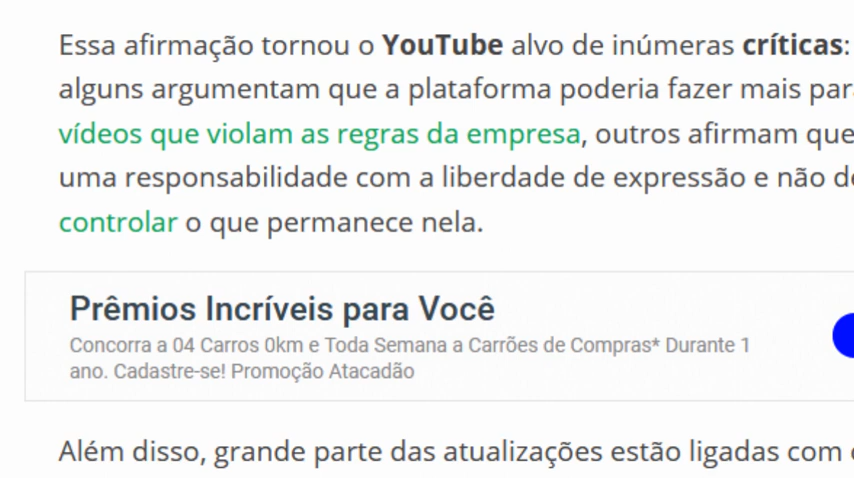 Essa afirmação tornou o YouTube alvo de inúmeras críticas:
alguns argumentam que a plataforma poderia fazer mais
vídeos que violam as regras da empresa, outros afirmam que
uma responsabilidade com a liberdade de expressão e não
controlar o que permanece nela.
Prêmios Incríveis para Você
Concorra a 04 Carros 0km e Toda Semana a Carrões de Compras* Durante 1
ano. Cadastre-se! Promoção Atacadão
Além disso, grande parte das atualizações estão ligadas com